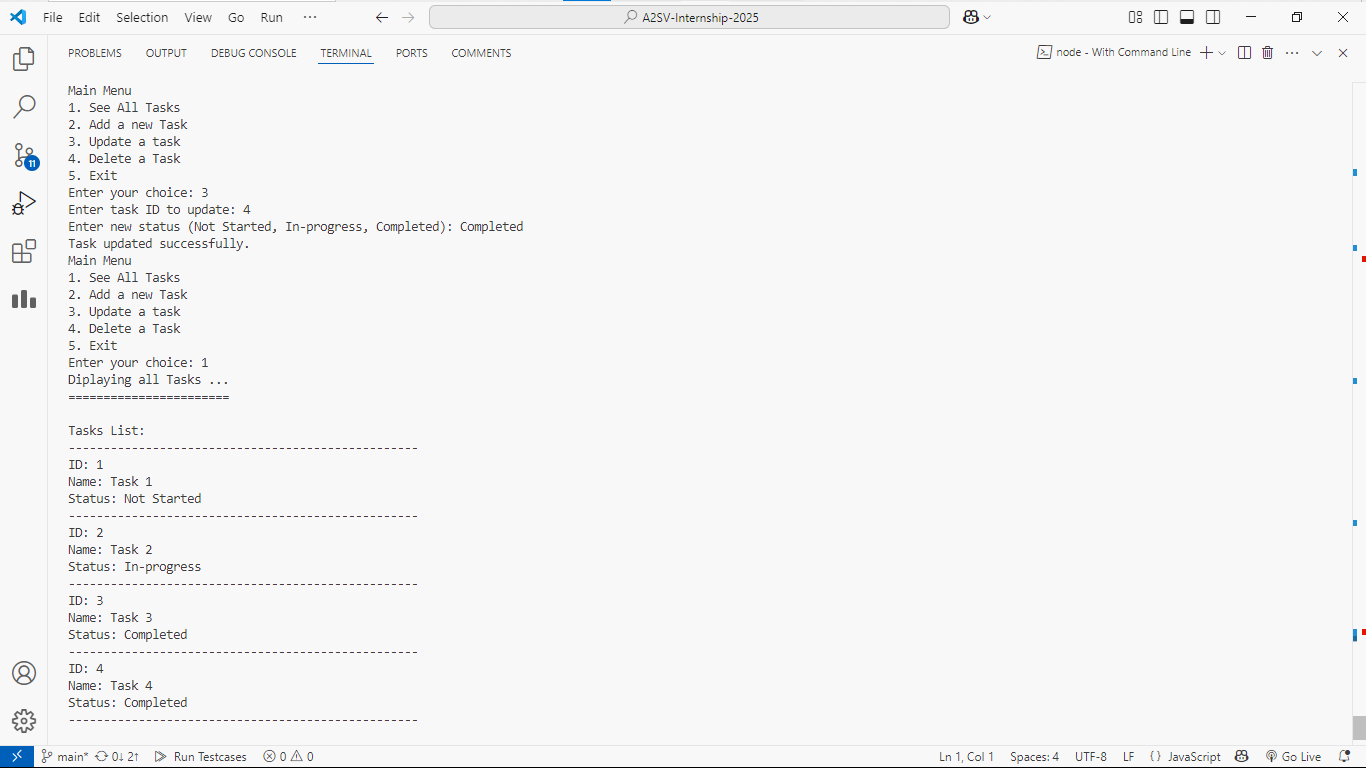 File Edit Selection View Go Run ··· A2SV-Internship-2025
PROBLEMS OUTPUT DEBUG CONSOLE TERMINAL PORTS COMMENTS node - With Command Line
Main Menu
1. See All Tasks
2. Add a new Task
3. Update a task
4. Delete a Task
5. Exit
Enter your choice: 3
Enter task ID to update: 4
Enter new status (Not Started, In-progress, Completed): Completed
Task updated successfully.
Main Menu
1. See All Tasks
2. Add a new Task
3. Update a task
4. Delete a Task
5. Exit
Enter your choice: 1
Diplaying all Tasks ...
=======================
Tasks List:
--------------------------------------------------
ID: 1
Name: Task 1
Status: Not Started
--------------------------------------------------
ID: 2
Name: Task 2
Status: In-progress
--------------------------------------------------
ID: 3
Name: Task 3
Status: Completed
--------------------------------------------------
ID: 4
Name: Task 4
Status: Completed
--------------------------------------------------
11
main* 0↓ 2↑ Run Testcases 0 0 Ln 1, Col 1 Spaces: 4 UTF-8 LF {} JavaScript Go Live